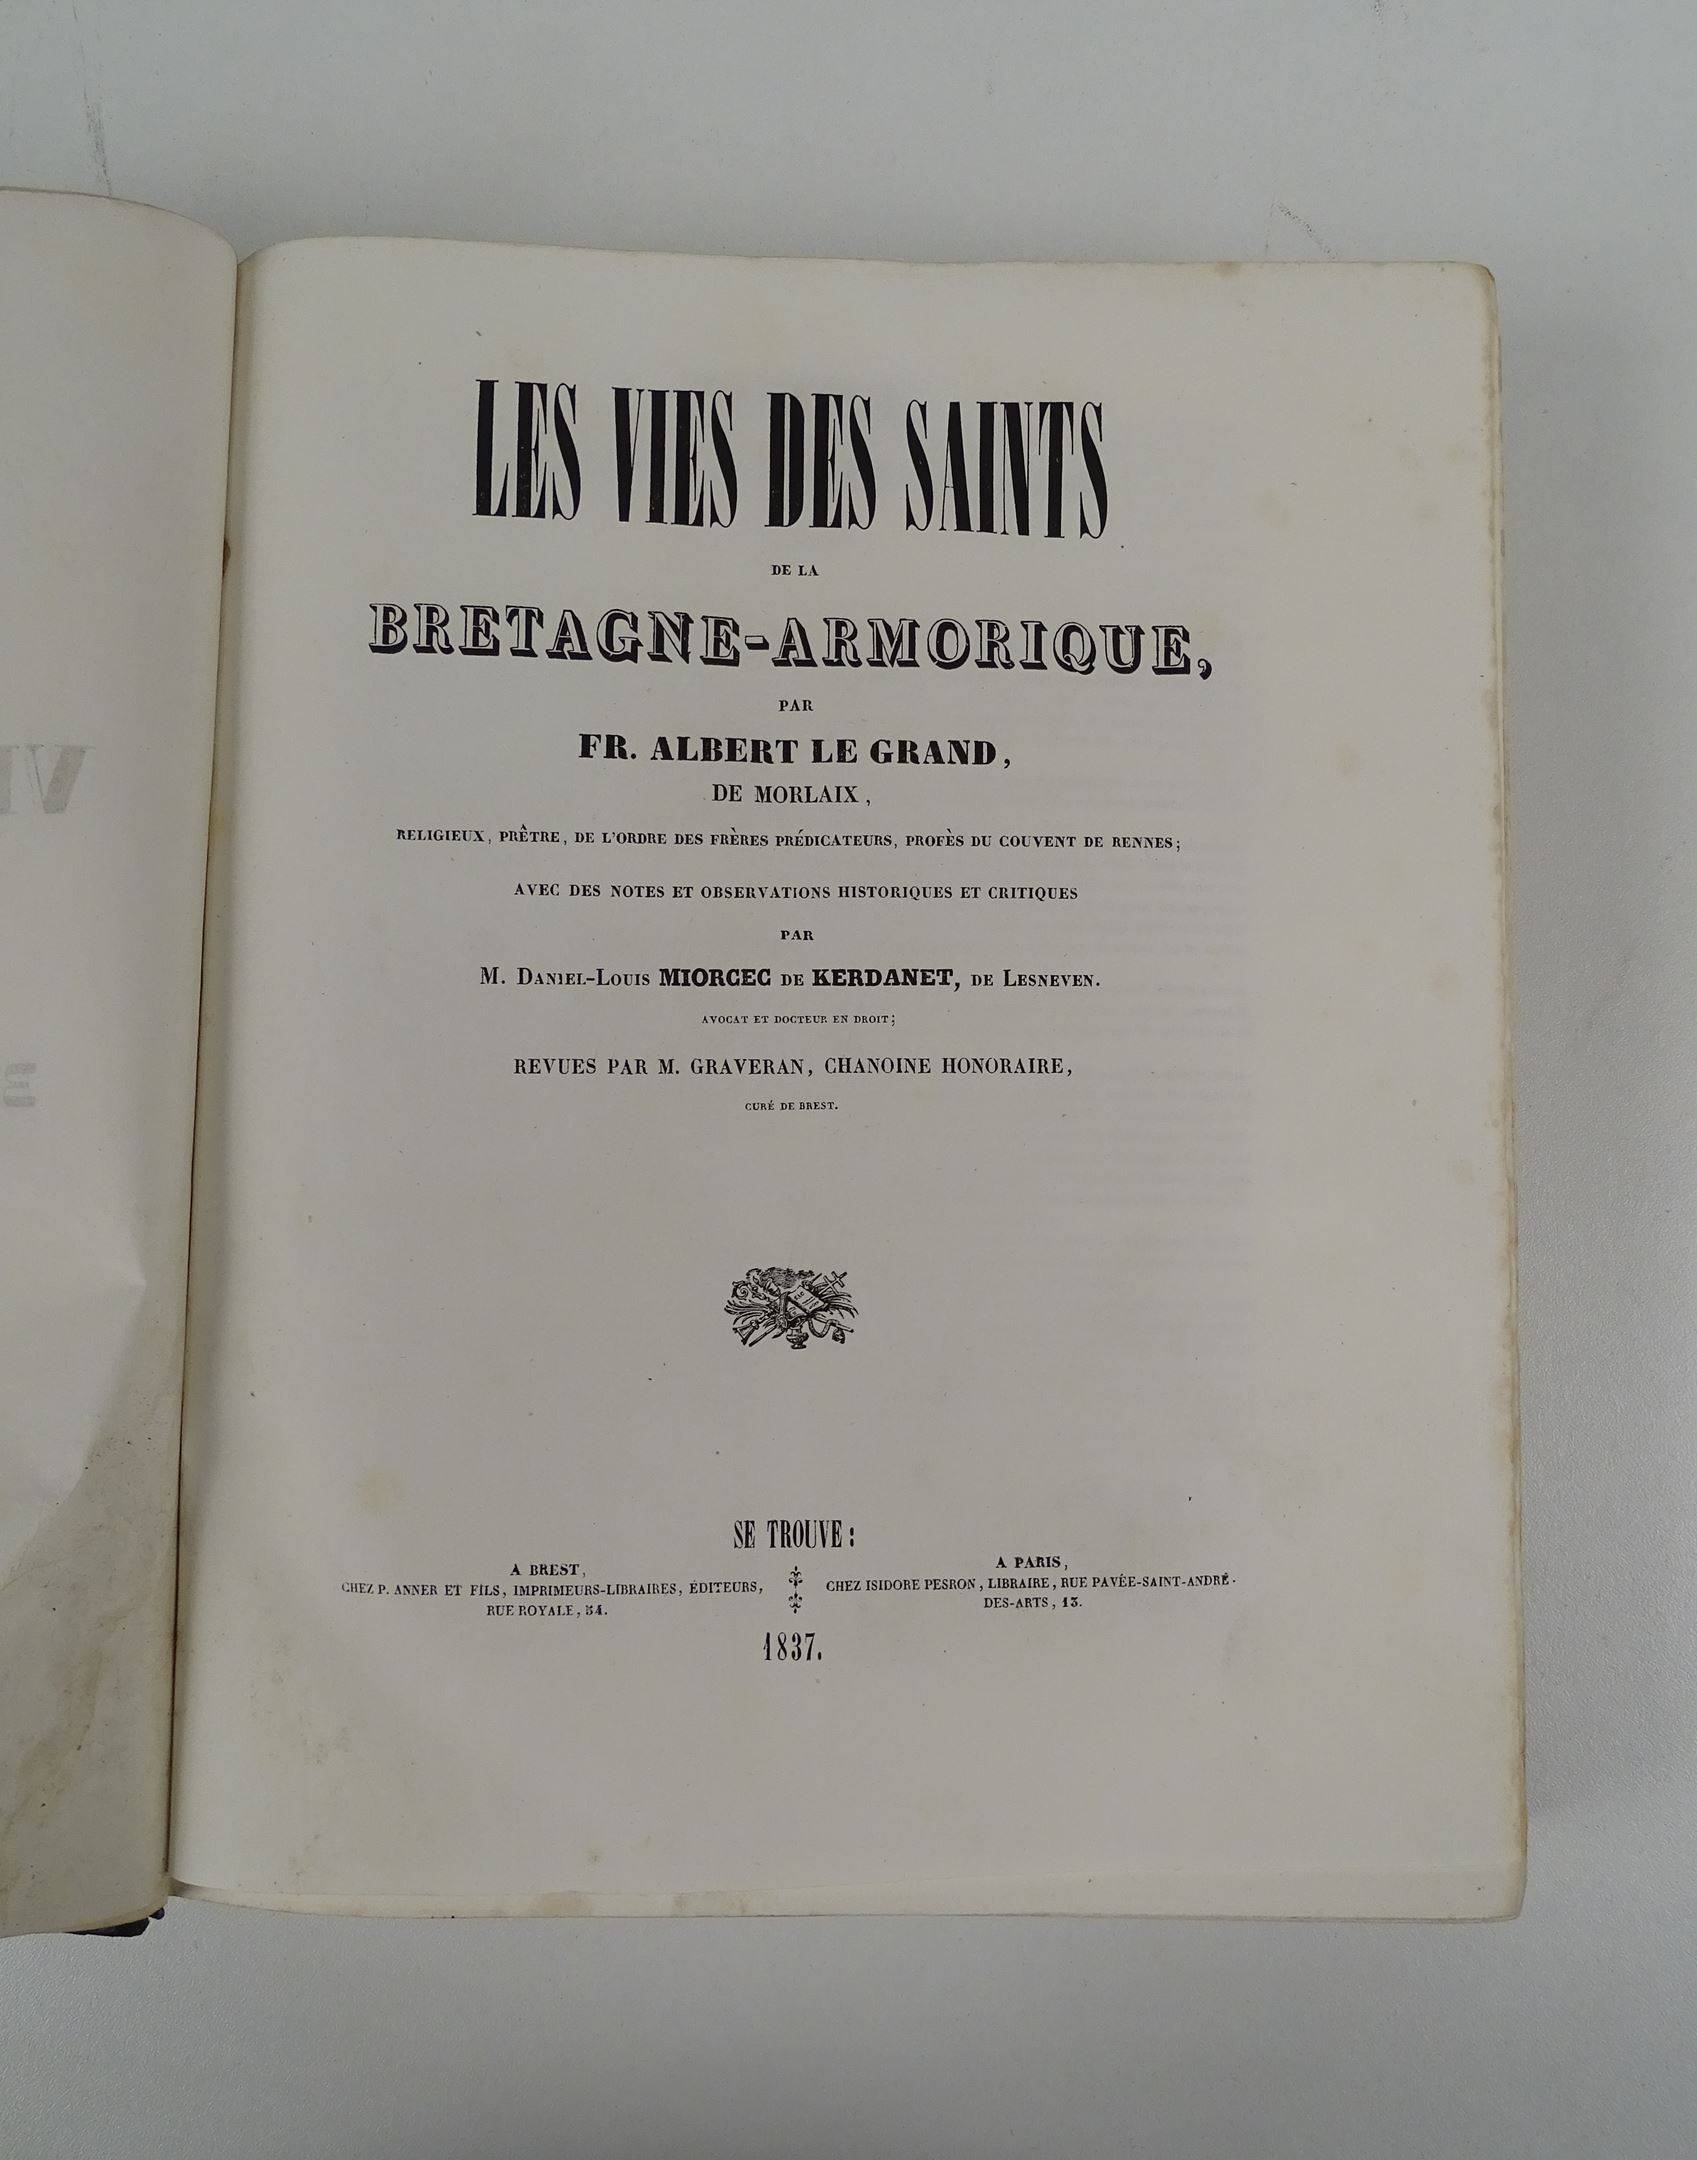 LES VIES DES SAINTS
DE LA
BRETAGNE-ARMORIQUE,
PAR
FR. ALBERT LE GRAND,
DE MORLAIX,
RELIGIEUX, PRÊTRE, DE L'ORDRE DES FRÈRES PRÉDICATEURS, PROFÈS DU COUVENT DE RENNES;
AVEC DES NOTES ET OBSERVATIONS HISTORIQUES ET CRITIQUES
PAR
M. DANIEL-LOUIS MIORCEC DE KERDANET, DE LESNEVEN.
AVOCAT ET DOCTEUR EN DROIT;
REVUES PAR M. GRAVERAN, CHANOINE HONORAIRE,
CURÉ DE BREST.
SE TROUVE:
A BREST,
CHEZ P. ANNER ET FILS, IMPRIMEURS-LIBRAIRES, ÉDITEURS,
RUE ROYALE, 54.
A PARIS,
CHEZ ISIDORE PESRON, LIBRAIRE, RUE PAVÉE-SAINT-ANDRÉ-
DES-ARTS, 13.
1837.